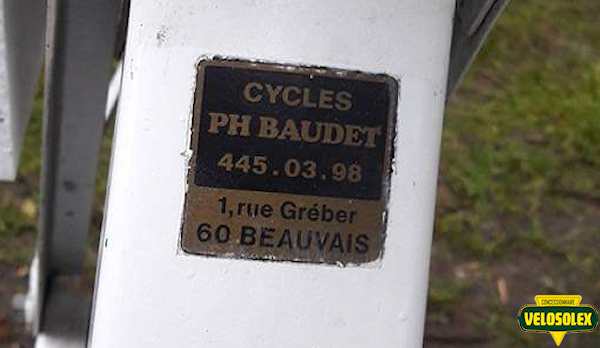 CYCLES
PH BAUDET
445.03.98
1, rue Gréber
60 BEAUVAIS
CONCESSIONNAIRE
VELOSOLEX